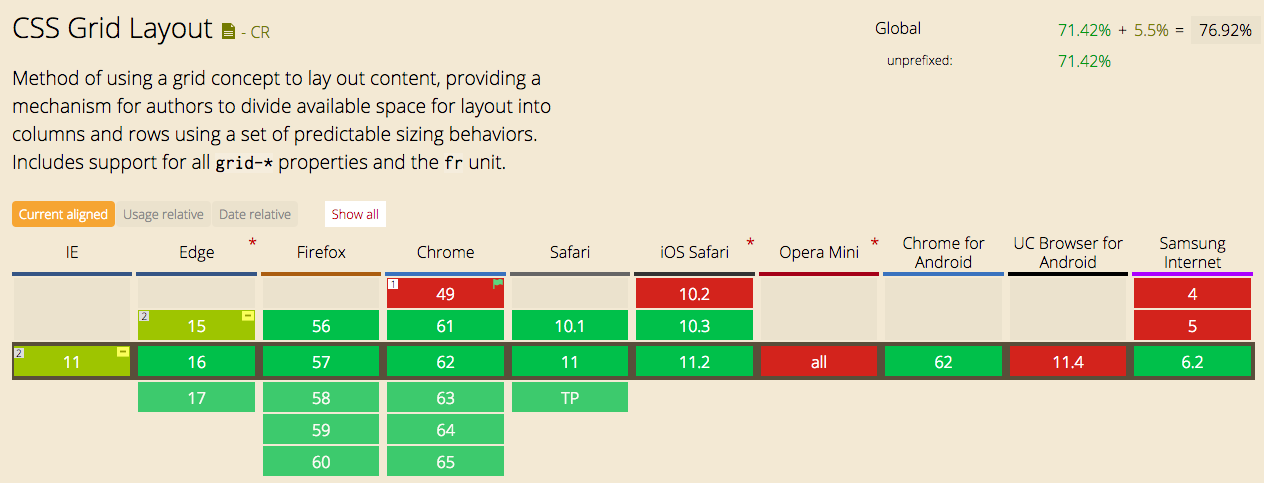 CSS Grid Layout - CR
Global 71.42% + 5.5% = 76.92%
unprefixed: 71.42%
Method of using a grid concept to lay out content, providing a
mechanism for authors to divide available space for layout into
columns and rows using a set of predictable sizing behaviors.
Includes support for all grid-* properties and the fr unit.
Current aligned Usage relative Date relative Show all
IE Edge * Firefox Chrome Safari iOS Safari * Opera Mini * Chrome for Android UC Browser for Android Samsung Internet
1 49 10.2 4
2 15 - 56 61 10.1 10.3 5
2 11 - 16 57 62 11 11.2 all 62 11.4 6.2
17 58 63 TP
59 64
60 65